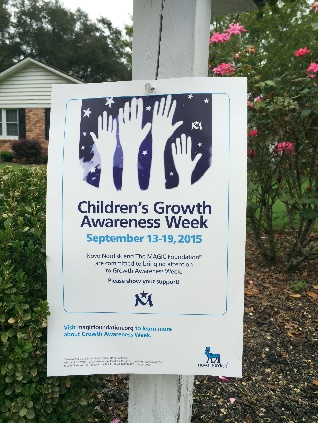 Children's Growth
Awareness Week
September 13-19, 2015
Novo Nordisk and The MAGIC Foundation®
are committed to bringing attention
to Growth Awareness Week.
Please show your support!
Visit magicfoundation.org to learn more
about Growth Awareness Week.
novo nordisk